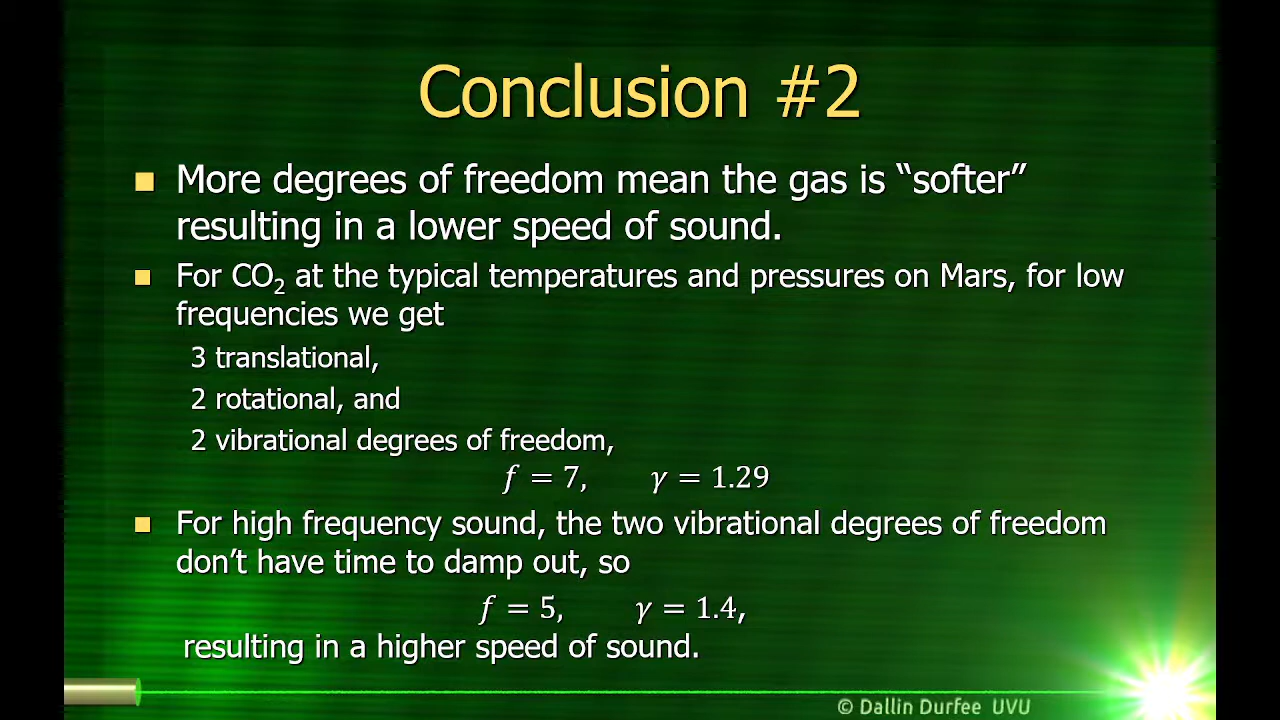 Conclusion #2
More degrees of freedom mean the gas is “softer”
resulting in a lower speed of sound.
For CO₂ at the typical temperatures and pressures on Mars, for low
frequencies we get
3 translational,
2 rotational, and
2 vibrational degrees of freedom,
𝑓 = 7, 𝛾 = 1.29
For high frequency sound, the two vibrational degrees of freedom
don’t have time to damp out, so
𝑓 = 5, 𝛾 = 1.4,
resulting in a higher speed of sound.
© Dallin Durfee UVU